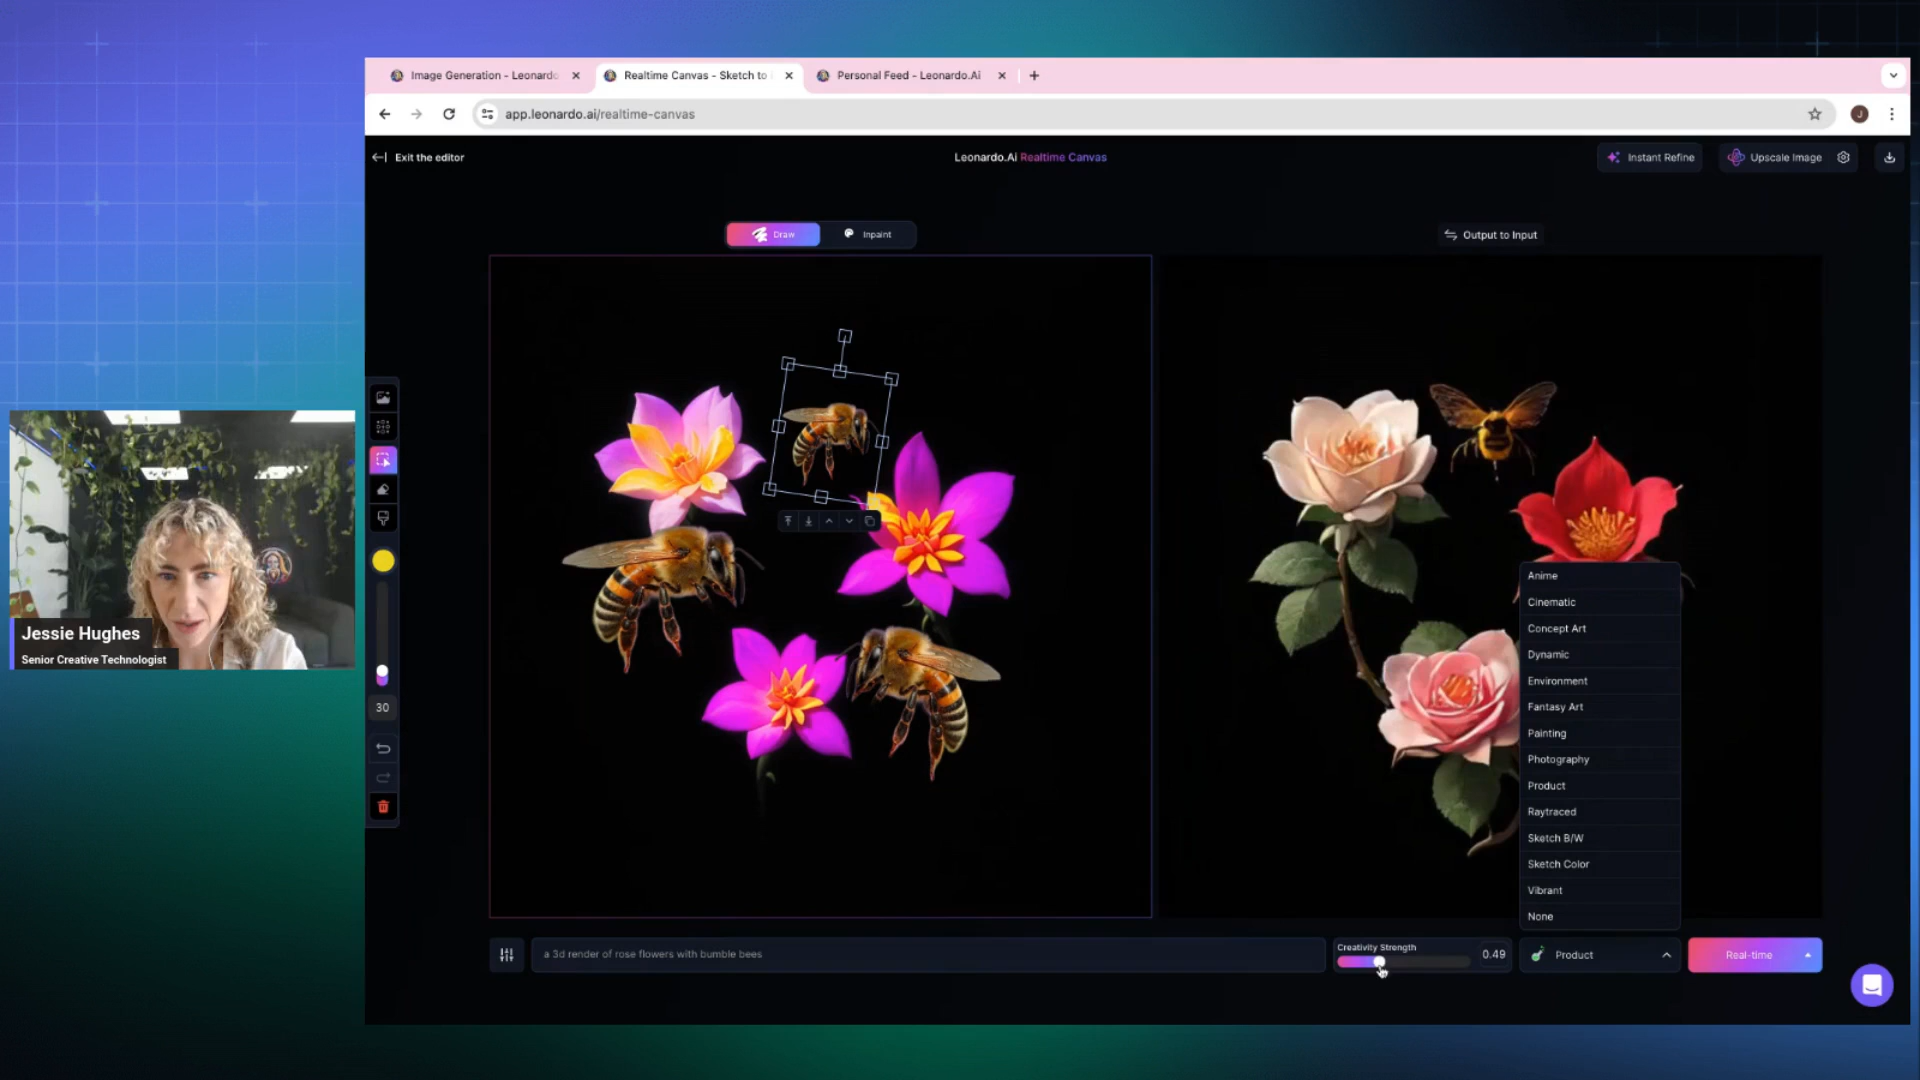 Image Generation - Leonardo
Realtime Canvas - Sketch to
Personal Feed - Leonardo.Ai
app.leonardo.ai/realtime-canvas
J
Exit the editor
Leonardo.Ai Realtime Canvas
Instant Refine
Upscale Image
Draw
Inpaint
Output to Input
30
Jessie Hughes
Senior Creative Technologist
Anime
Cinematic
Concept Art
Dynamic
Environment
Fantasy Art
Painting
Photography
Product
Raytraced
Sketch B/W
Sketch Color
Vibrant
None
a 3d render of rose flowers with bumble bees
Creativity Strength
0.49
Product
Real-time